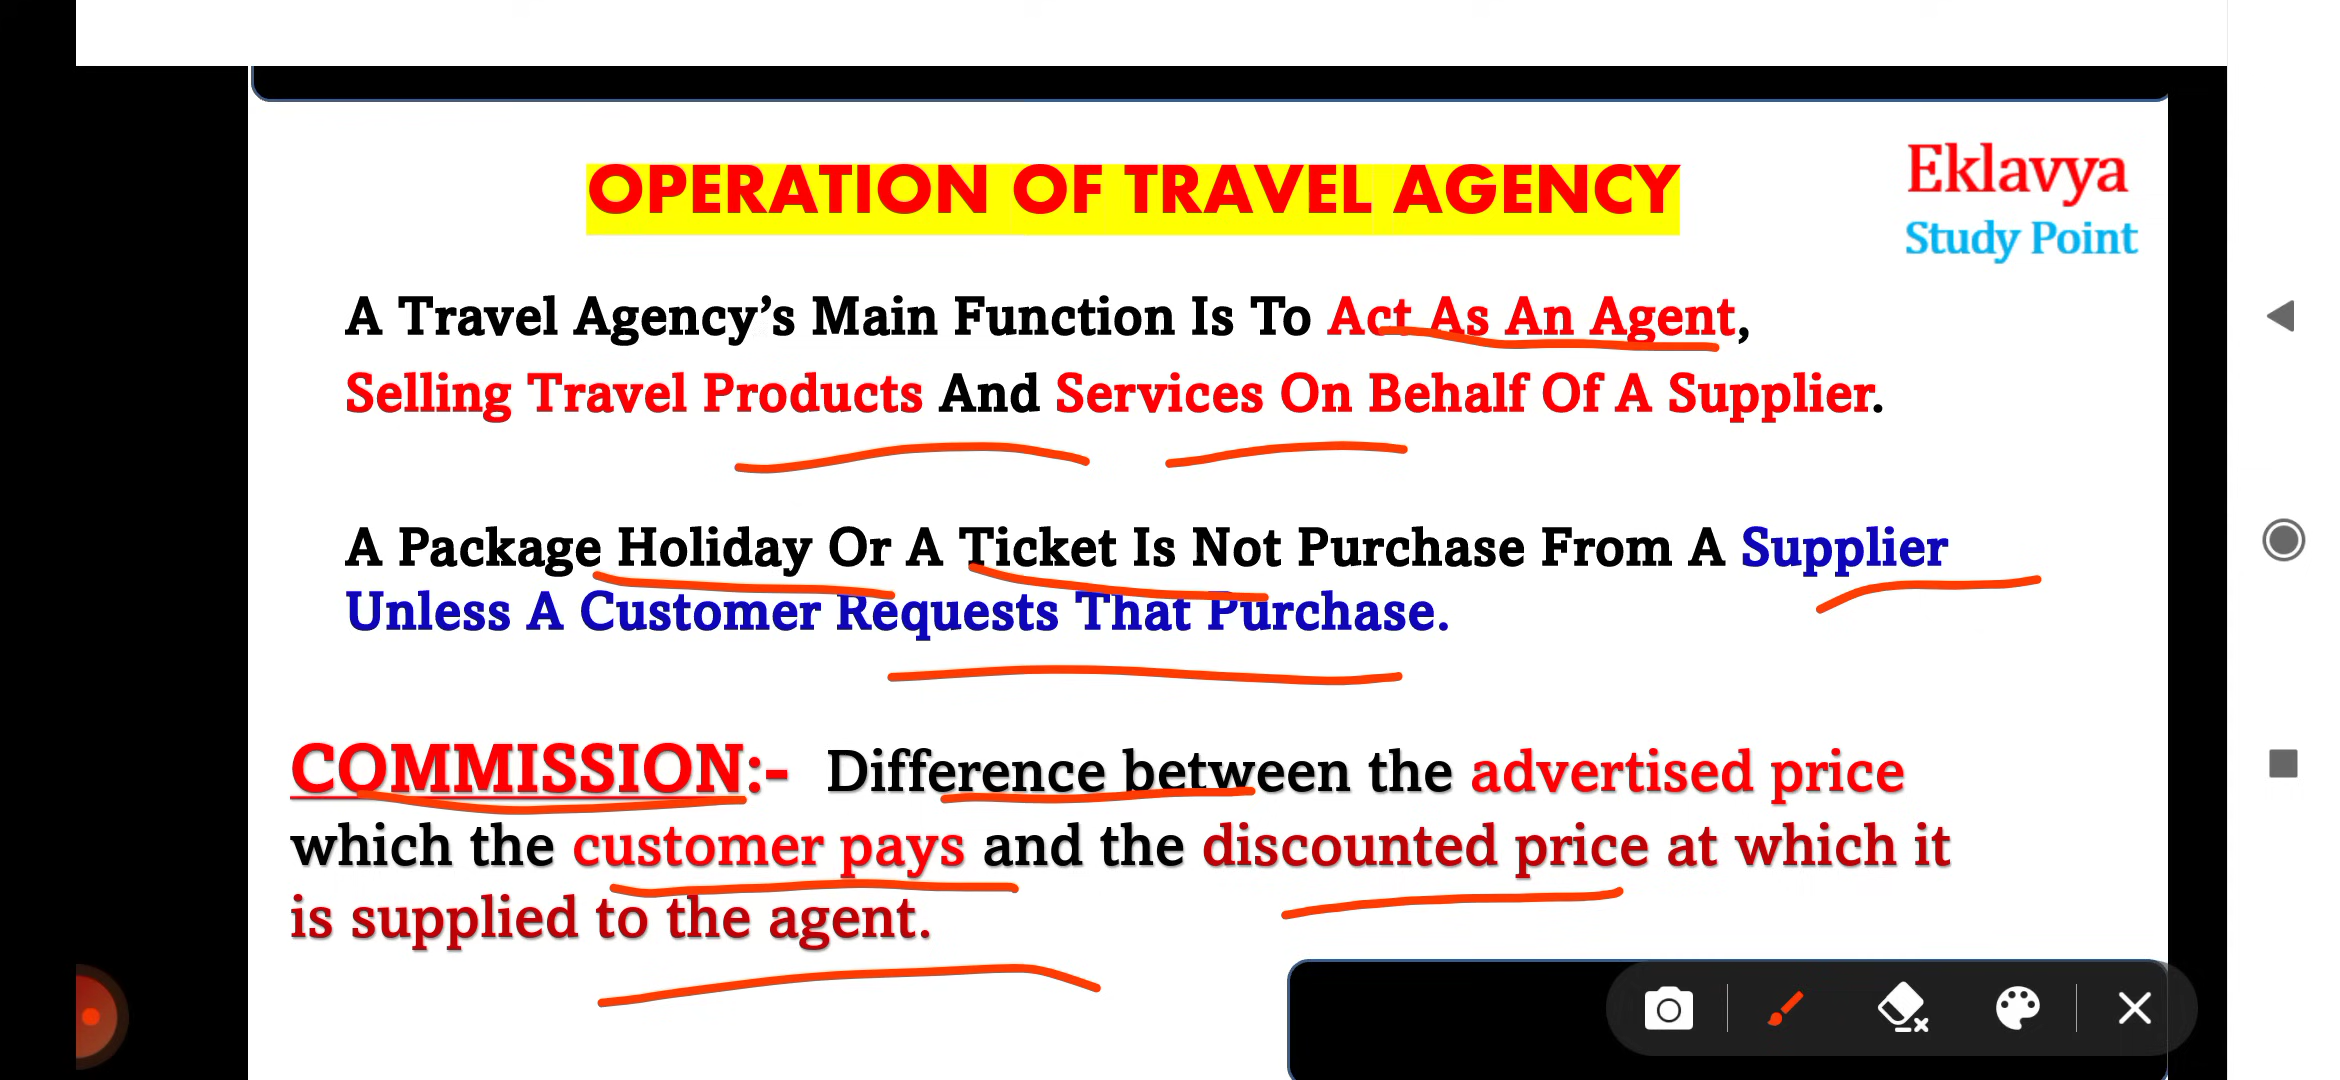 OPERATION OF TRAVEL AGENCY
Eklavya
Study Point
A Travel Agency’s Main Function Is To Act As An Agent,
Selling Travel Products And Services On Behalf Of A Supplier.
A Package Holiday Or A Ticket Is Not Purchase From A Supplier
Unless A Customer Requests That Purchase.
COMMISSION:- Difference between the advertised price
which the customer pays and the discounted price at which it
is supplied to the agent.